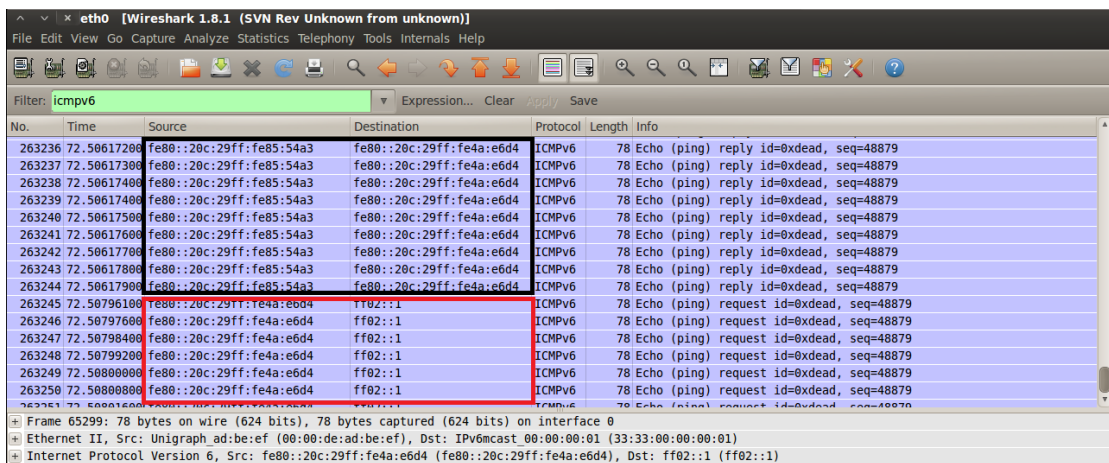 eth0 [Wireshark 1.8.1 (SVN Rev Unknown from unknown)]
File Edit View Go Capture Analyze Statistics Telephony Tools Internals Help
Filter: icmpv6 Expression... Clear Apply Save
No. Time Source Destination Protocol Length Info
263236 72.50617200 fe80::20c:29ff:fe85:54a3 fe80::20c:29ff:fe4a:e6d4 ICMPv6 78 Echo (ping) reply id=0xdead, seq=48879
263237 72.50617300 fe80::20c:29ff:fe85:54a3 fe80::20c:29ff:fe4a:e6d4 ICMPv6 78 Echo (ping) reply id=0xdead, seq=48879
263238 72.50617400 fe80::20c:29ff:fe85:54a3 fe80::20c:29ff:fe4a:e6d4 ICMPv6 78 Echo (ping) reply id=0xdead, seq=48879
263239 72.50617400 fe80::20c:29ff:fe85:54a3 fe80::20c:29ff:fe4a:e6d4 ICMPv6 78 Echo (ping) reply id=0xdead, seq=48879
263240 72.50617500 fe80::20c:29ff:fe85:54a3 fe80::20c:29ff:fe4a:e6d4 ICMPv6 78 Echo (ping) reply id=0xdead, seq=48879
263241 72.50617600 fe80::20c:29ff:fe85:54a3 fe80::20c:29ff:fe4a:e6d4 ICMPv6 78 Echo (ping) reply id=0xdead, seq=48879
263242 72.50617700 fe80::20c:29ff:fe85:54a3 fe80::20c:29ff:fe4a:e6d4 ICMPv6 78 Echo (ping) reply id=0xdead, seq=48879
263243 72.50617800 fe80::20c:29ff:fe85:54a3 fe80::20c:29ff:fe4a:e6d4 ICMPv6 78 Echo (ping) reply id=0xdead, seq=48879
263244 72.50617900 fe80::20c:29ff:fe85:54a3 fe80::20c:29ff:fe4a:e6d4 ICMPv6 78 Echo (ping) reply id=0xdead, seq=48879
263245 72.50796100 fe80::20c:29ff:fe4a:e6d4 ff02::1 ICMPv6 78 Echo (ping) request id=0xdead, seq=48879
263246 72.50797600 fe80::20c:29ff:fe4a:e6d4 ff02::1 ICMPv6 78 Echo (ping) request id=0xdead, seq=48879
263247 72.50798400 fe80::20c:29ff:fe4a:e6d4 ff02::1 ICMPv6 78 Echo (ping) request id=0xdead, seq=48879
263248 72.50799200 fe80::20c:29ff:fe4a:e6d4 ff02::1 ICMPv6 78 Echo (ping) request id=0xdead, seq=48879
263249 72.50800000 fe80::20c:29ff:fe4a:e6d4 ff02::1 ICMPv6 78 Echo (ping) request id=0xdead, seq=48879
263250 72.50800800 fe80::20c:29ff:fe4a:e6d4 ff02::1 ICMPv6 78 Echo (ping) request id=0xdead, seq=48879
Frame 65299: 78 bytes on wire (624 bits), 78 bytes captured (624 bits) on interface 0
Ethernet II, Src: Unigraph_ad:be:ef (00:00:de:ad:be:ef), Dst: IPv6mcast_00:00:00:01 (33:33:00:00:00:01)
Internet Protocol Version 6, Src: fe80::20c:29ff:fe4a:e6d4 (fe80::20c:29ff:fe4a:e6d4), Dst: ff02::1 (ff02::1)